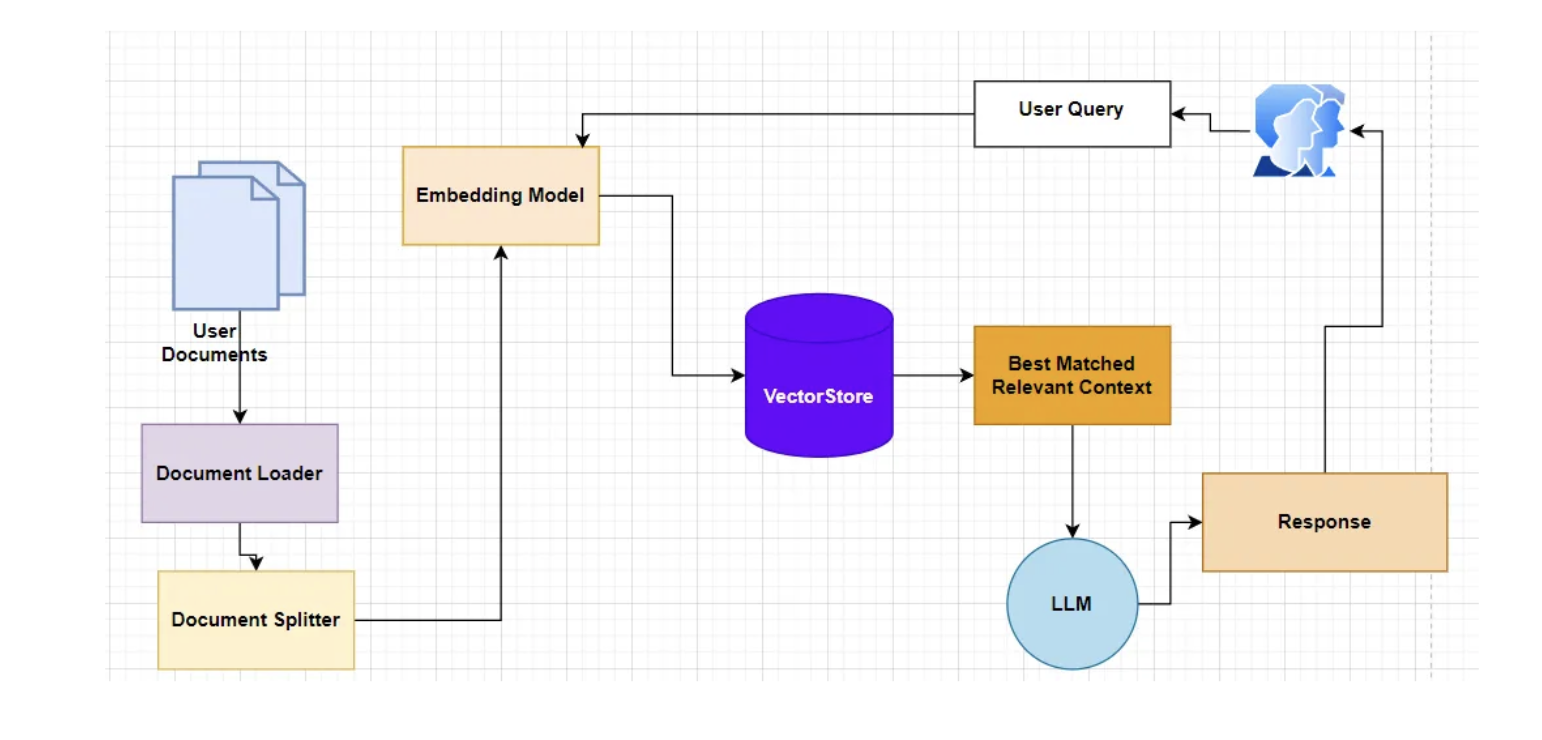 User Query
Embedding Model
User
Documents
VectorStore
Best Matched
Relevant Context
Document Loader
Response
LLM
Document Splitter